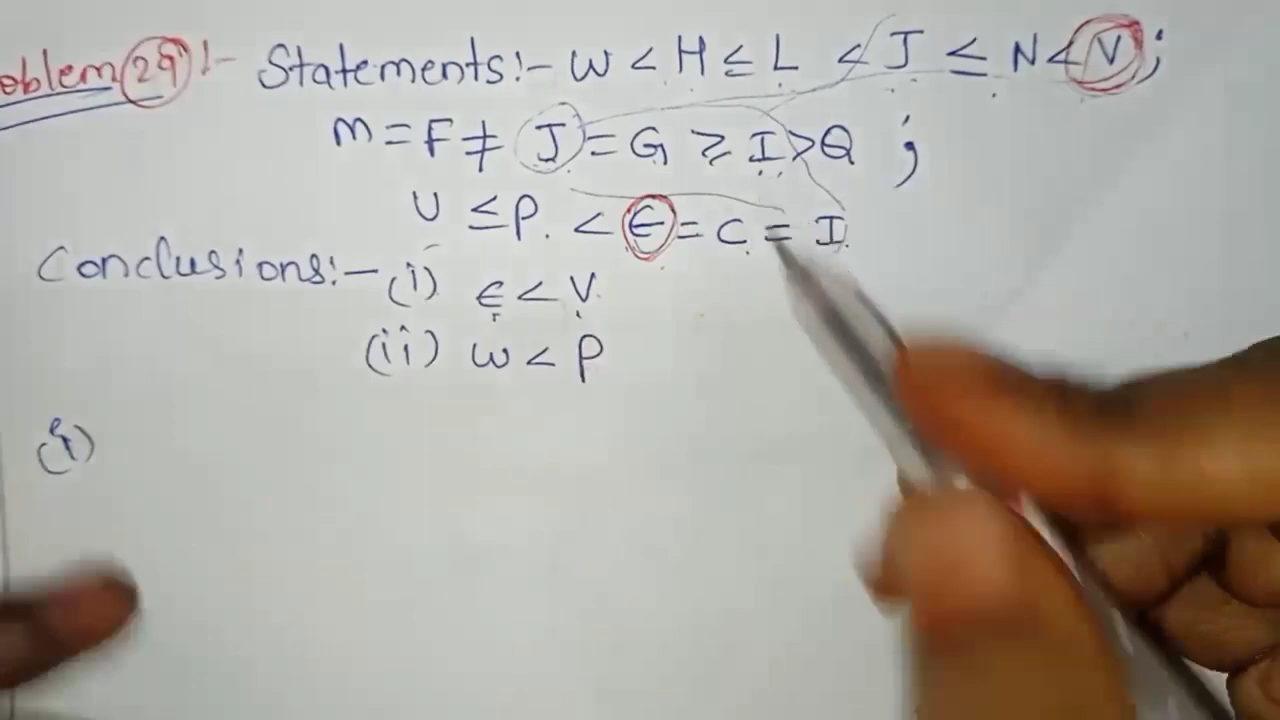 oblem 29 :- Statements:- W < H ≤ L < J ≤ N < V ;
M = F ≠ J = G ≥ I > Q ;
U ≤ P < E = C = I
Conclusions:- (i) E < V
(ii) W < P
(i)